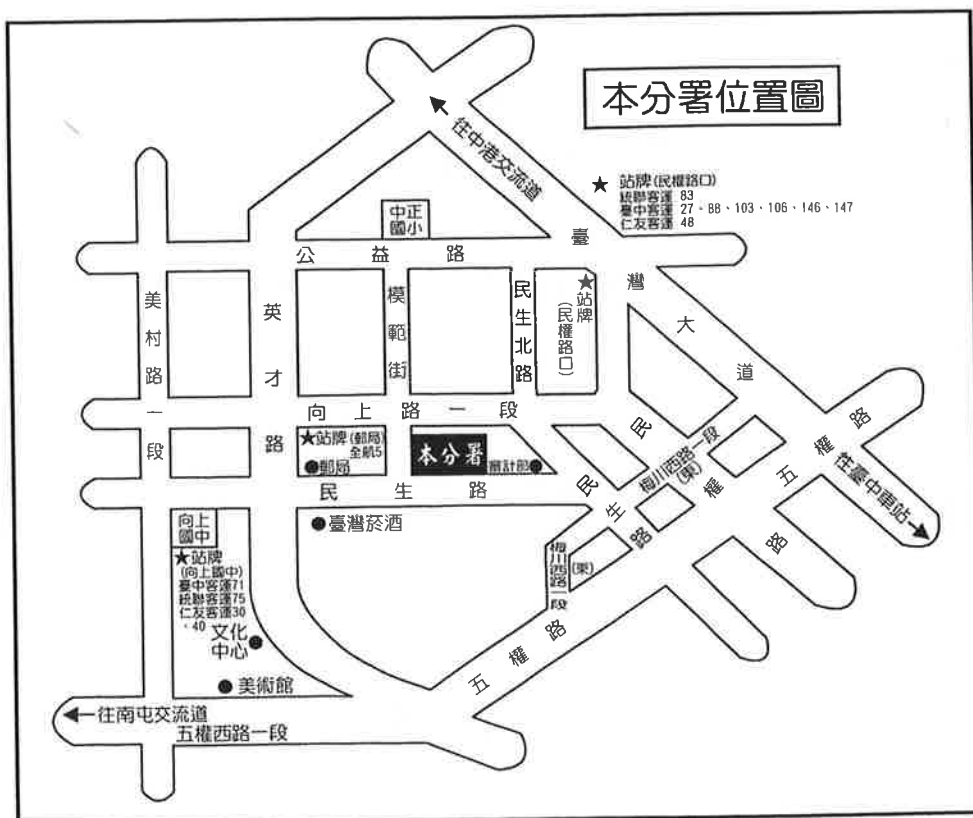 本分署位置圖
往中港交流道
★ 站牌(民權路口)
統聯客運 83
臺中客運 27、88、103、106、146、147
仁友客運 48
中正
國小
公益路
臺灣大道
美村路一段
英才路
模範街
民生北路
★站牌
(民權路口)
向上路一段
★站牌(郵局)
全航5
●郵局
本分署
審計部●
民權路
梅川西路一段
(東)
五權路
往臺中車站
民生路
民生路
●臺灣菸酒
向上
國中
★站牌
(向上國中)
臺中客運71
統聯客運75
仁友客運30
、40
文化
中心●
●美術館
梅川西路一段
(東)
五權路
往南屯交流道
五權西路一段